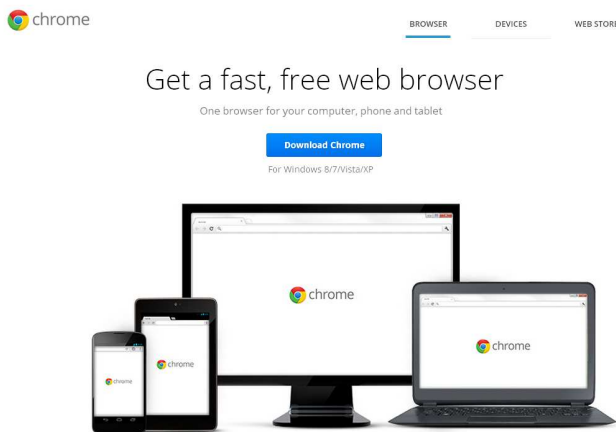 chrome
BROWSER DEVICES WEB STORE
Get a fast, free web browser
One browser for your computer, phone and tablet
Download Chrome
For Windows 8/7/Vista/XP
chrome
chrome
chrome
chrome